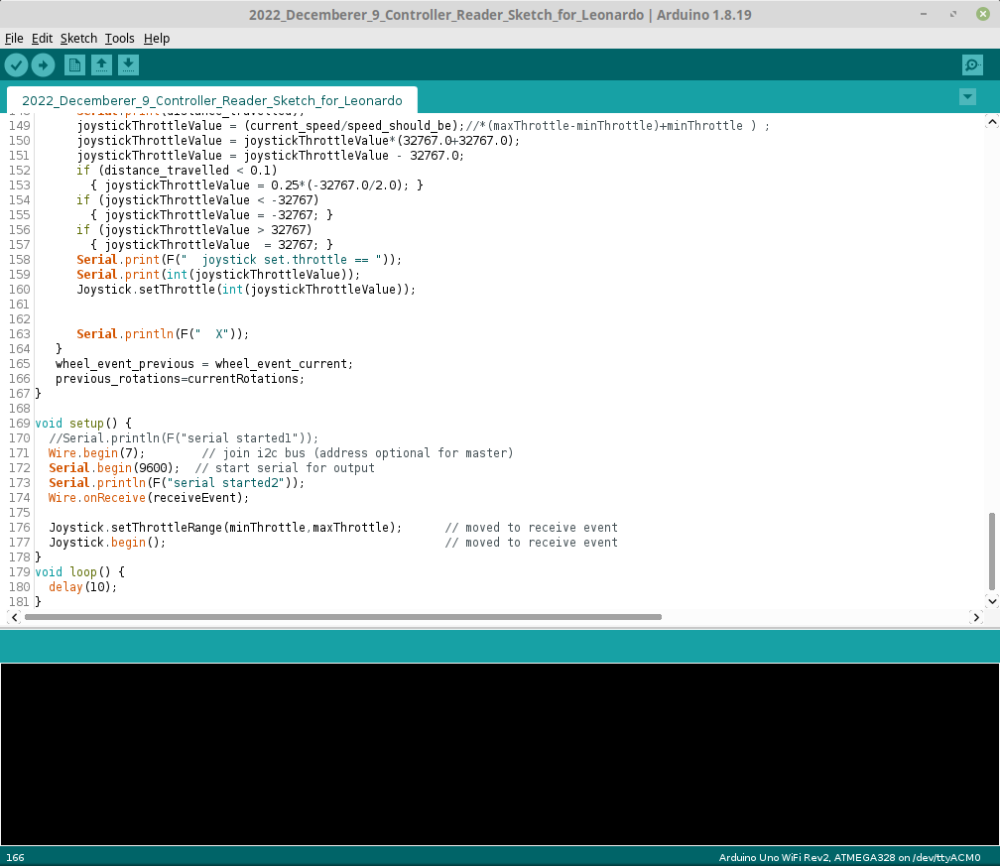 2022_Decemberer_9_Controller_Reader_Sketch_for_Leonardo | Arduino 1.8.19
File Edit Sketch Tools Help
2022_Decemberer_9_Controller_Reader_Sketch_for_Leonardo
148 Serial.print(distance_travelled);
149 joystickThrottleValue = (current_speed/speed_should_be);//*(maxThrottle-minThrottle)+minThrottle ) ;
150 joystickThrottleValue = joystickThrottleValue*(32767.0+32767.0);
151 joystickThrottleValue = joystickThrottleValue - 32767.0;
152 if (distance_travelled < 0.1)
153 { joystickThrottleValue = 0.25*(-32767.0/2.0); }
154 if (joystickThrottleValue < -32767)
155 { joystickThrottleValue = -32767; }
156 if (joystickThrottleValue > 32767)
157 { joystickThrottleValue  = 32767; }
158 Serial.print(F("  joystick set.throttle == "));
159 Serial.print(int(joystickThrottleValue));
160 Joystick.setThrottle(int(joystickThrottleValue));
161
162
163 Serial.println(F("  X"));
164 }
165 wheel_event_previous = wheel_event_current;
166 previous_rotations=currentRotations;
167 }
168
169 void setup() {
170 //Serial.println(F("serial started1"));
171 Wire.begin(7);        // join i2c bus (address optional for master)
172 Serial.begin(9600);  // start serial for output
173 Serial.println(F("serial started2"));
174 Wire.onReceive(receiveEvent);
175
176 Joystick.setThrottleRange(minThrottle,maxThrottle);      // moved to receive event
177 Joystick.begin();                                        // moved to receive event
178 }
179 void loop() {
180 delay(10);
181 }
166 Arduino Uno WiFi Rev2, ATMEGA328 on /dev/ttyACM0